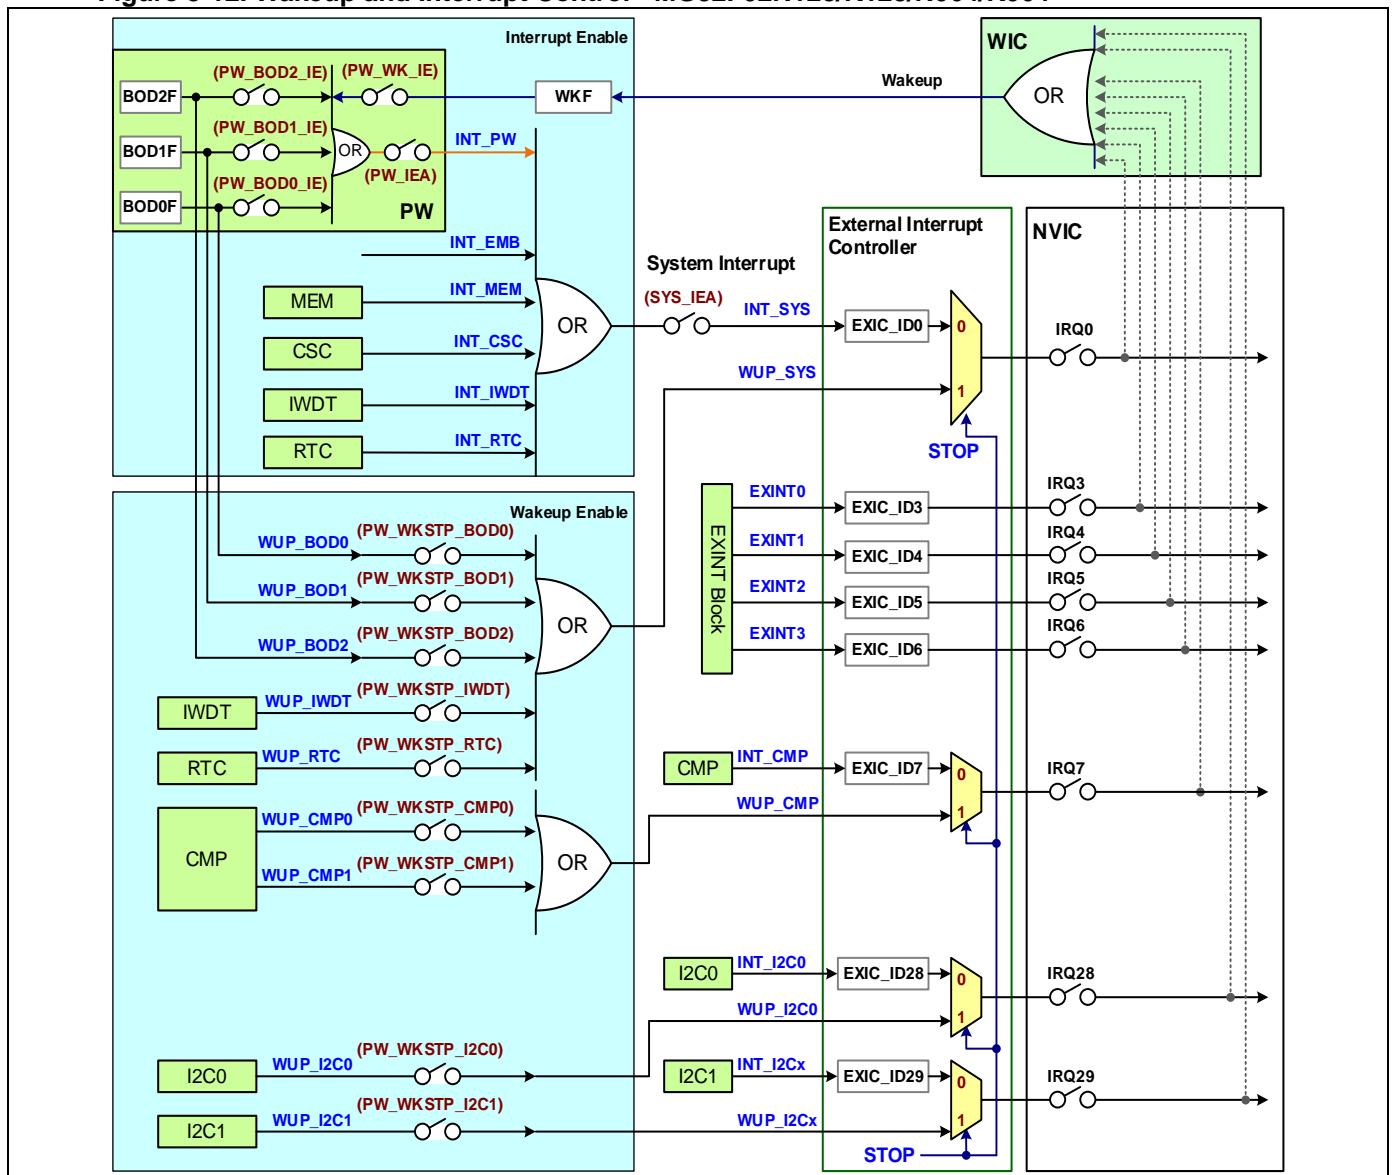 Interrupt Enable
WIC
OR
Wakeup
(PW_BOD2_IE)
(PW_WK_IE)
BOD2F
WKF
(PW_BOD1_IE)
INT_PW
BOD1F
OR
(PW_IEA)
(PW_BOD0_IE)
BOD0F
PW
External Interrupt
Controller
NVIC
INT_EMB
System Interrupt
MEM
INT_MEM
(SYS_IEA)
INT_SYS
EXIC_ID0
0
IRQ0
OR
CSC
INT_CSC
WUP_SYS
1
IWDT
INT_IWDT
RTC
INT_RTC
STOP
Wakeup Enable
EXINT Block
EXINT0
EXIC_ID3
IRQ3
EXINT1
EXIC_ID4
IRQ4
EXINT2
EXIC_ID5
IRQ5
EXINT3
EXIC_ID6
IRQ6
WUP_BOD0
(PW_WKSTP_BOD0)
WUP_BOD1
(PW_WKSTP_BOD1)
OR
WUP_BOD2
(PW_WKSTP_BOD2)
IWDT
WUP_IWDT
(PW_WKSTP_IWDT)
RTC
WUP_RTC
(PW_WKSTP_RTC)
CMP
INT_CMP
EXIC_ID7
0
IRQ7
WUP_CMP
1
CMP
WUP_CMP0
(PW_WKSTP_CMP0)
OR
WUP_CMP1
(PW_WKSTP_CMP1)
I2C0
INT_I2C0
EXIC_ID28
0
IRQ28
WUP_I2C0
1
I2C0
WUP_I2C0
(PW_WKSTP_I2C0)
I2C1
INT_I2Cx
EXIC_ID29
0
IRQ29
I2C1
WUP_I2C1
(PW_WKSTP_I2C1)
WUP_I2Cx
1
STOP